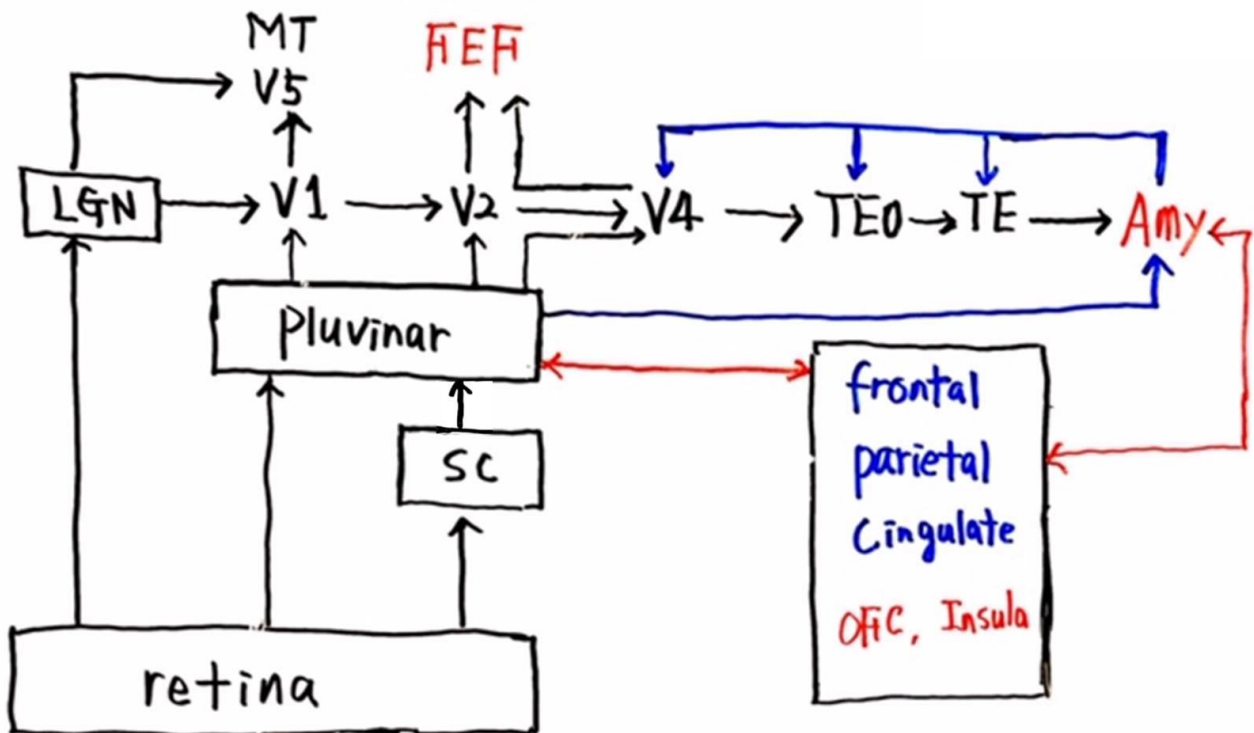 MT
V5
FEF
LGN
V1
V2
V4
TEO
TE
Amy
Pluvinar
SC
retina
frontal
parietal
Cingulate
OFC, Insula